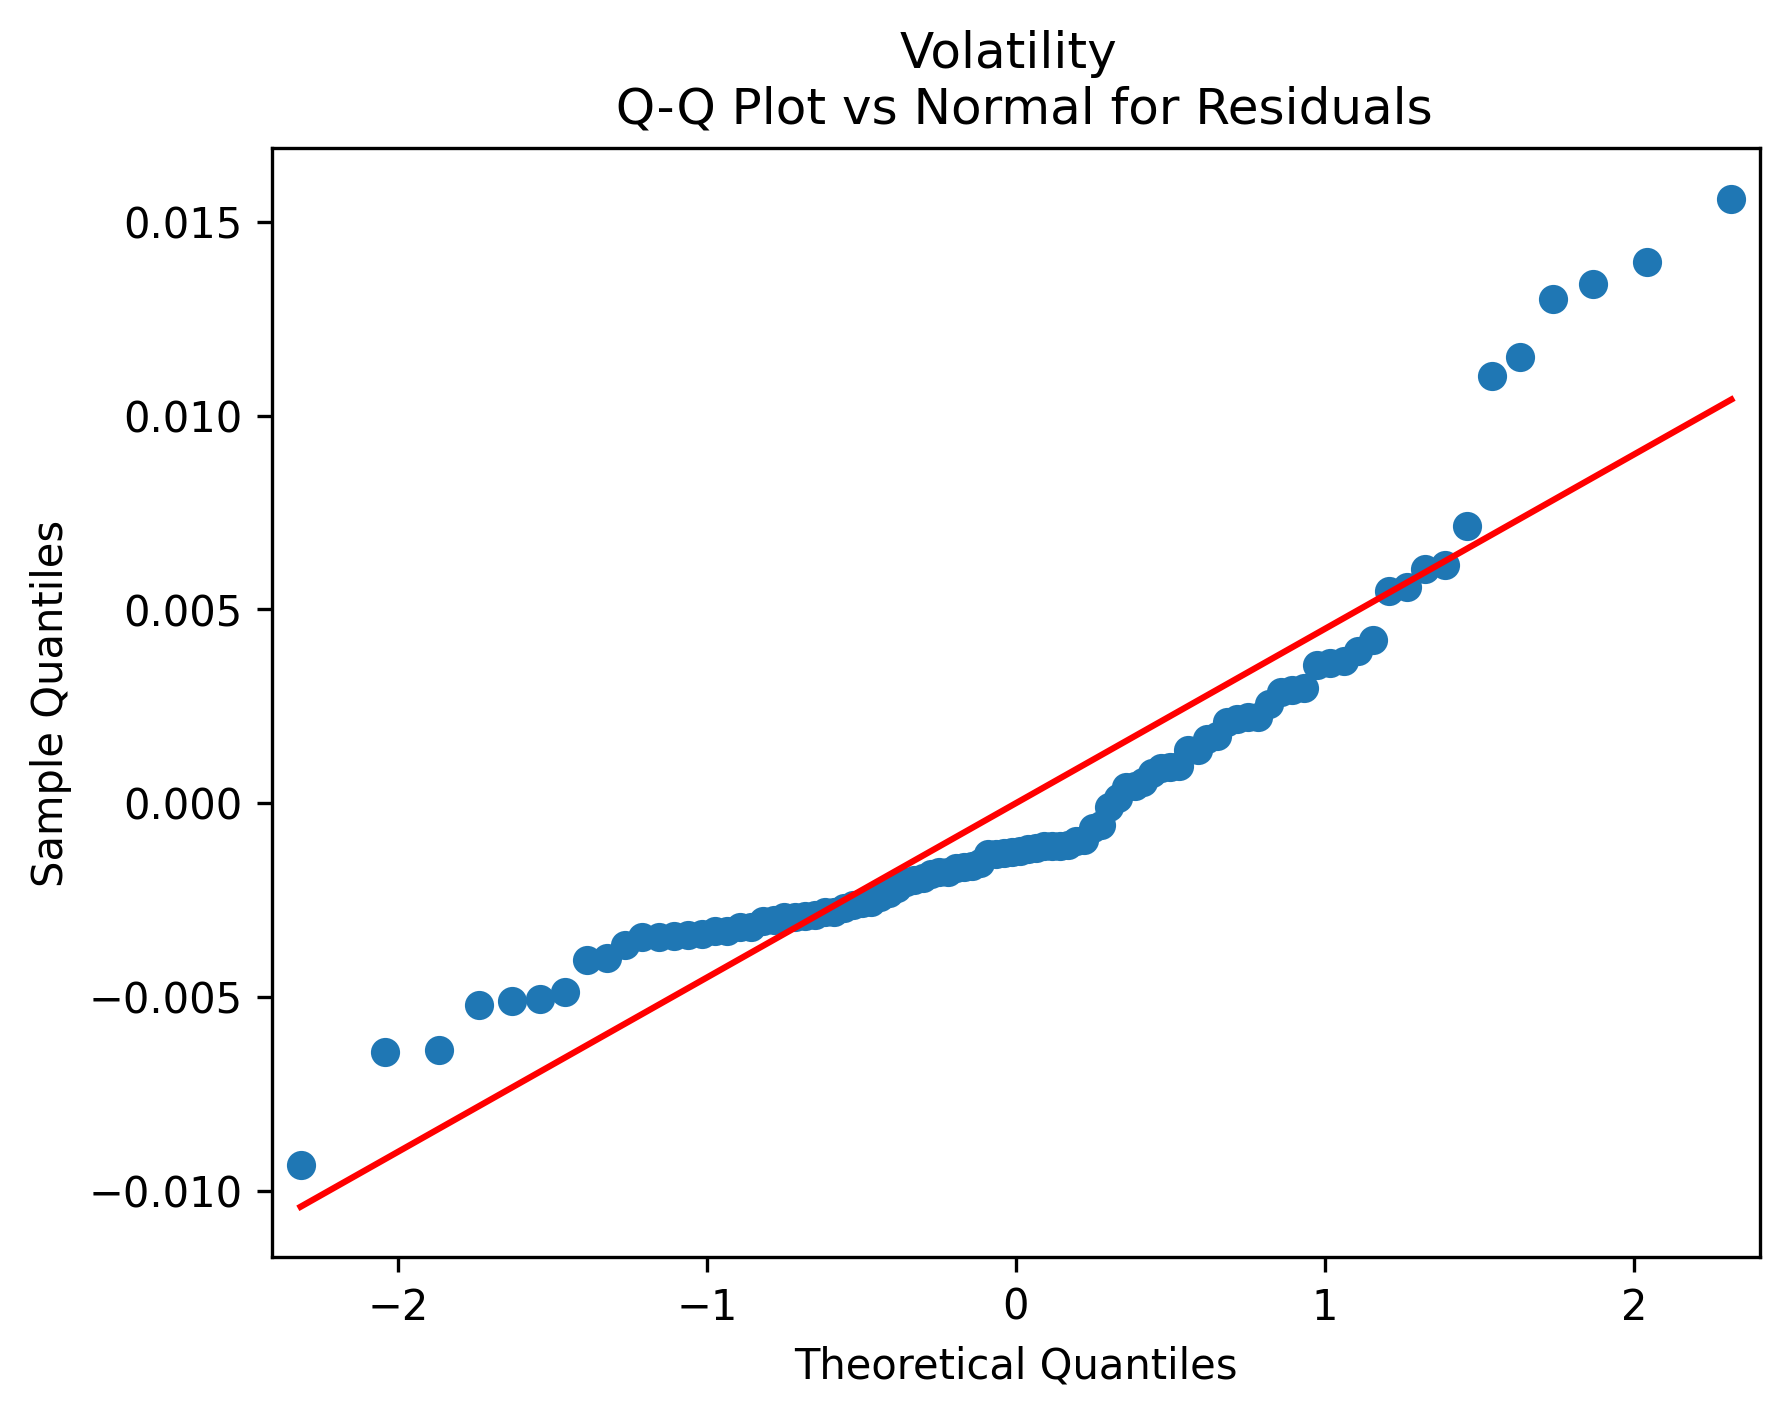 Volatility
Q-Q Plot vs Normal for Residuals
Sample Quantiles
0.015
0.010
0.005
0.000
−0.005
−0.010
−2
−1
0
1
2
Theoretical Quantiles